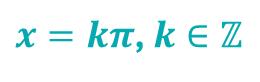 x = kπ, k ∈ ℤ